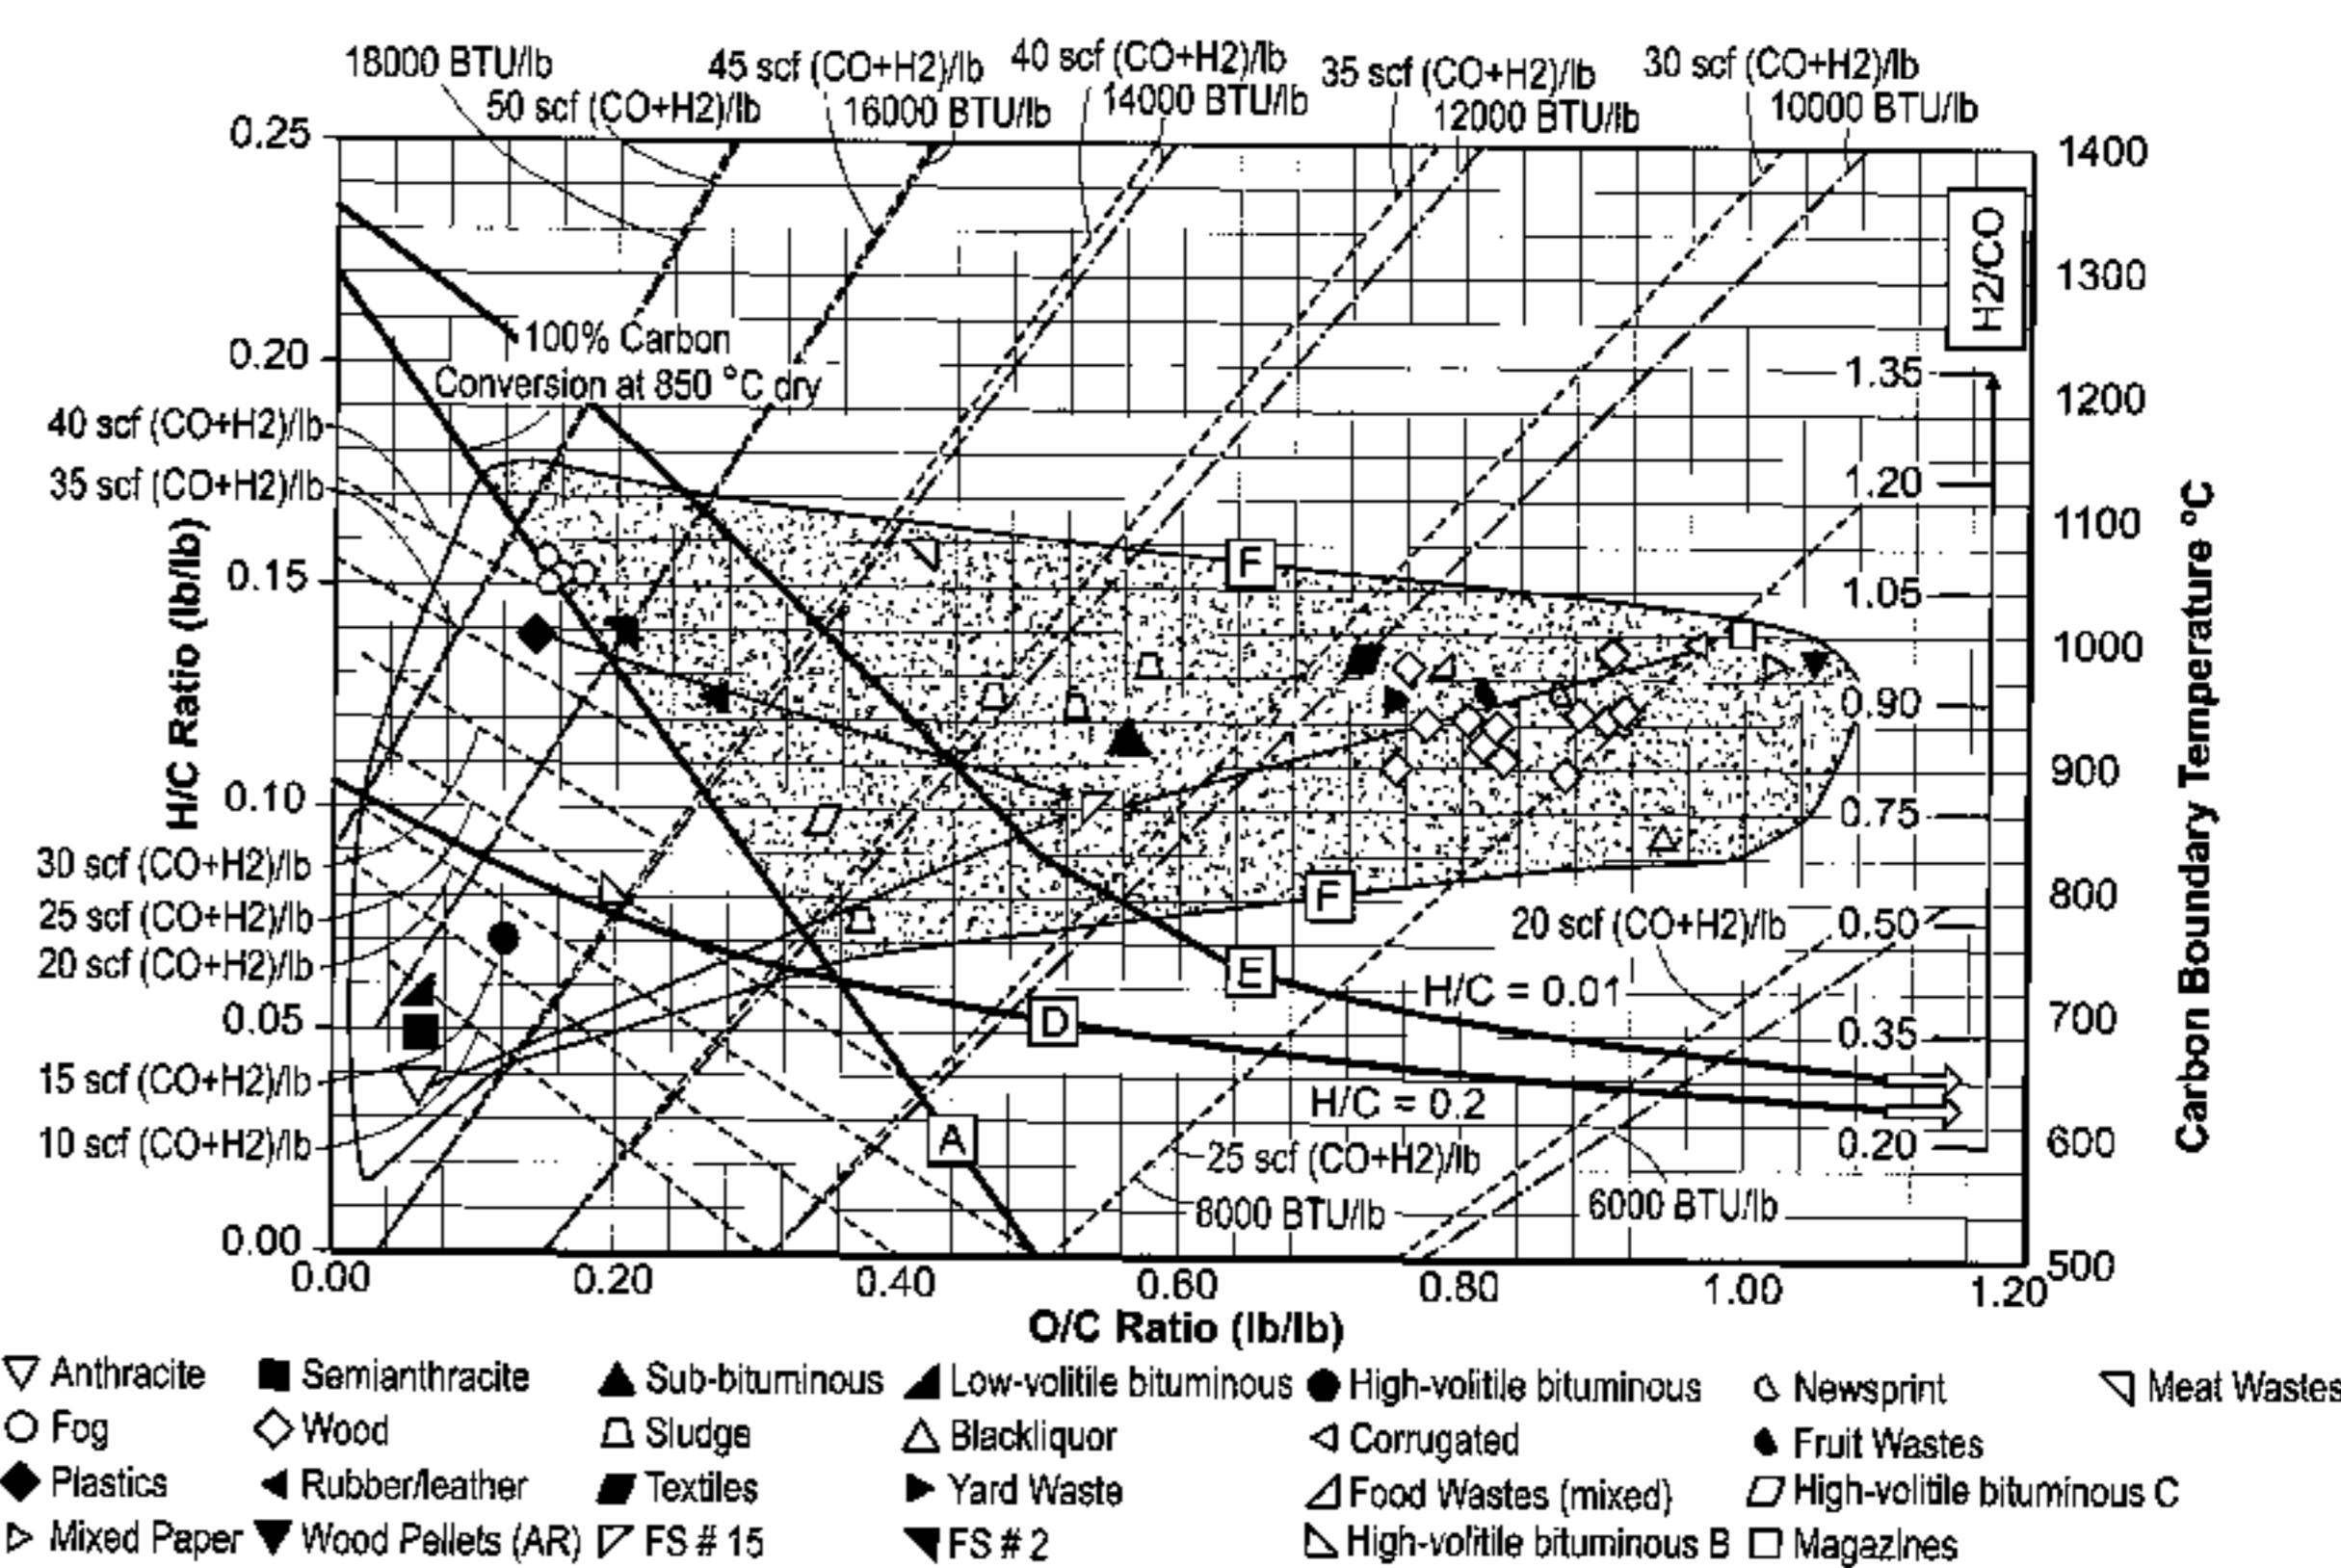 18000 BTU/lb
50 scf (CO+H2)/lb
45 scf (CO+H2)/lb
16000 BTU/lb
40 scf (CO+H2)/lb
14000 BTU/lb
35 scf (CO+H2)/lb
12000 BTU/lb
30 scf (CO+H2)/lb
10000 BTU/lb
0.25
0.20
0.15
0.10
0.05
0.00
H/C Ratio (lb/lb)
40 scf (CO+H2)/lb
35 scf (CO+H2)/lb
30 scf (CO+H2)/lb
25 scf (CO+H2)/lb
20 scf (CO+H2)/lb
15 scf (CO+H2)/lb
10 scf (CO+H2)/lb
100% Carbon
Conversion at 850 °C dry
F
F
E
D
A
H/C = 0.01
H/C = 0.2
20 scf (CO+H2)/lb
25 scf (CO+H2)/lb
8000 BTU/lb
6000 BTU/lb
H2/CO
1.35
1.20
1.05
0.90
0.75
0.50
0.35
0.20
1400
1300
1200
1100
1000
900
800
700
600
500
Carbon Boundary Temperature °C
0.00 0.20 0.40 0.60 0.80 1.00 1.20
O/C Ratio (lb/lb)
Anthracite Semianthracite Sub-bituminous Low-volitile bituminous High-volitile bituminous Newsprint Meat Wastes
Fog Wood Sludge Blackliquor Corrugated Fruit Wastes
Plastics Rubber/leather Textiles Yard Waste Food Wastes (mixed) High-volitile bituminous C
Mixed Paper Wood Pellets (AR) FS # 15 FS # 2 High-volitile bituminous B Magazines